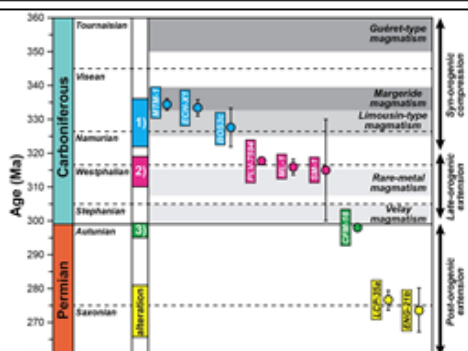 360
350
340
330
320
310
300
290
280
270
Age (Ma)
Carboniferous
Permian
Tournaisian
Visean
Namurian
Westphalian
Stephanian
Autunian
Saxonian
1)
2)
3)
alteration
Guéret-type
magmatism
Margeride
magmatism
Limousin-type
magmatism
Rare-metal
magmatism
Velay
magmatism
Syn-orogenic
compression
Late-orogenic
extension
Post-orogenic
extension